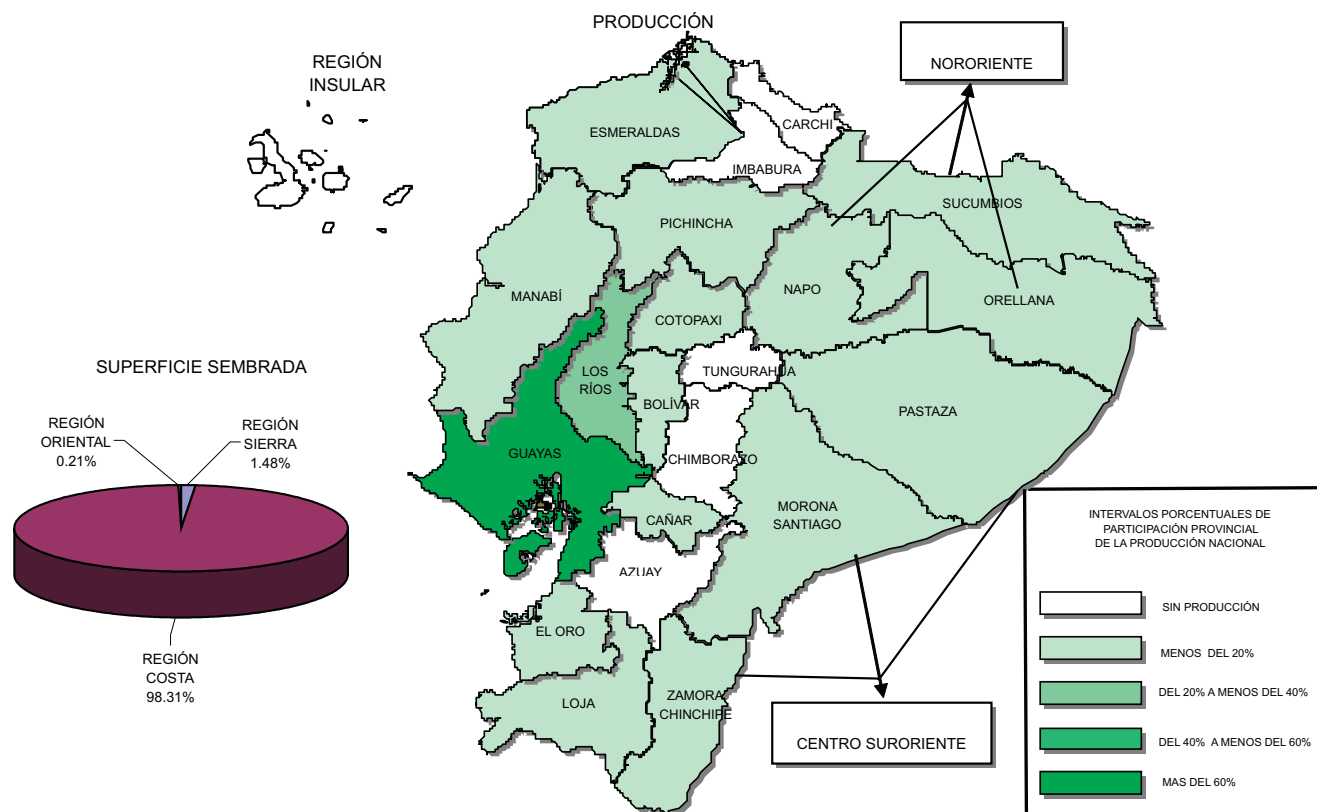 PRODUCCIÓN
REGIÓN
INSULAR
NORORIENTE
CARCHI
ESMERALDAS
IMBABURA
SUCUMBIOS
PICHINCHA
NAPO
MANABÍ
ORELLANA
COTOPAXI
SUPERFICIE SEMBRADA
LOS
RÍOS
TUNGURAHUA
BOLÍVAR
PASTAZA
REGIÓN
ORIENTAL
0.21%
REGIÓN
SIERRA
1.48%
GUAYAS
CHIMBORAZO
MORONA
SANTIAGO
CAÑAR
AZUAY
INTERVALOS PORCENTUALES DE
PARTICIPACIÓN PROVINCIAL
DE LA PRODUCCIÓN NACIONAL
SIN PRODUCCIÓN
EL ORO
MENOS DEL 20%
REGIÓN
COSTA
98.31%
LOJA
ZAMORA
CHINCHIPE
DEL 20% A MENOS DEL 40%
CENTRO SURORIENTE
DEL 40% A MENOS DEL 60%
MAS DEL 60%